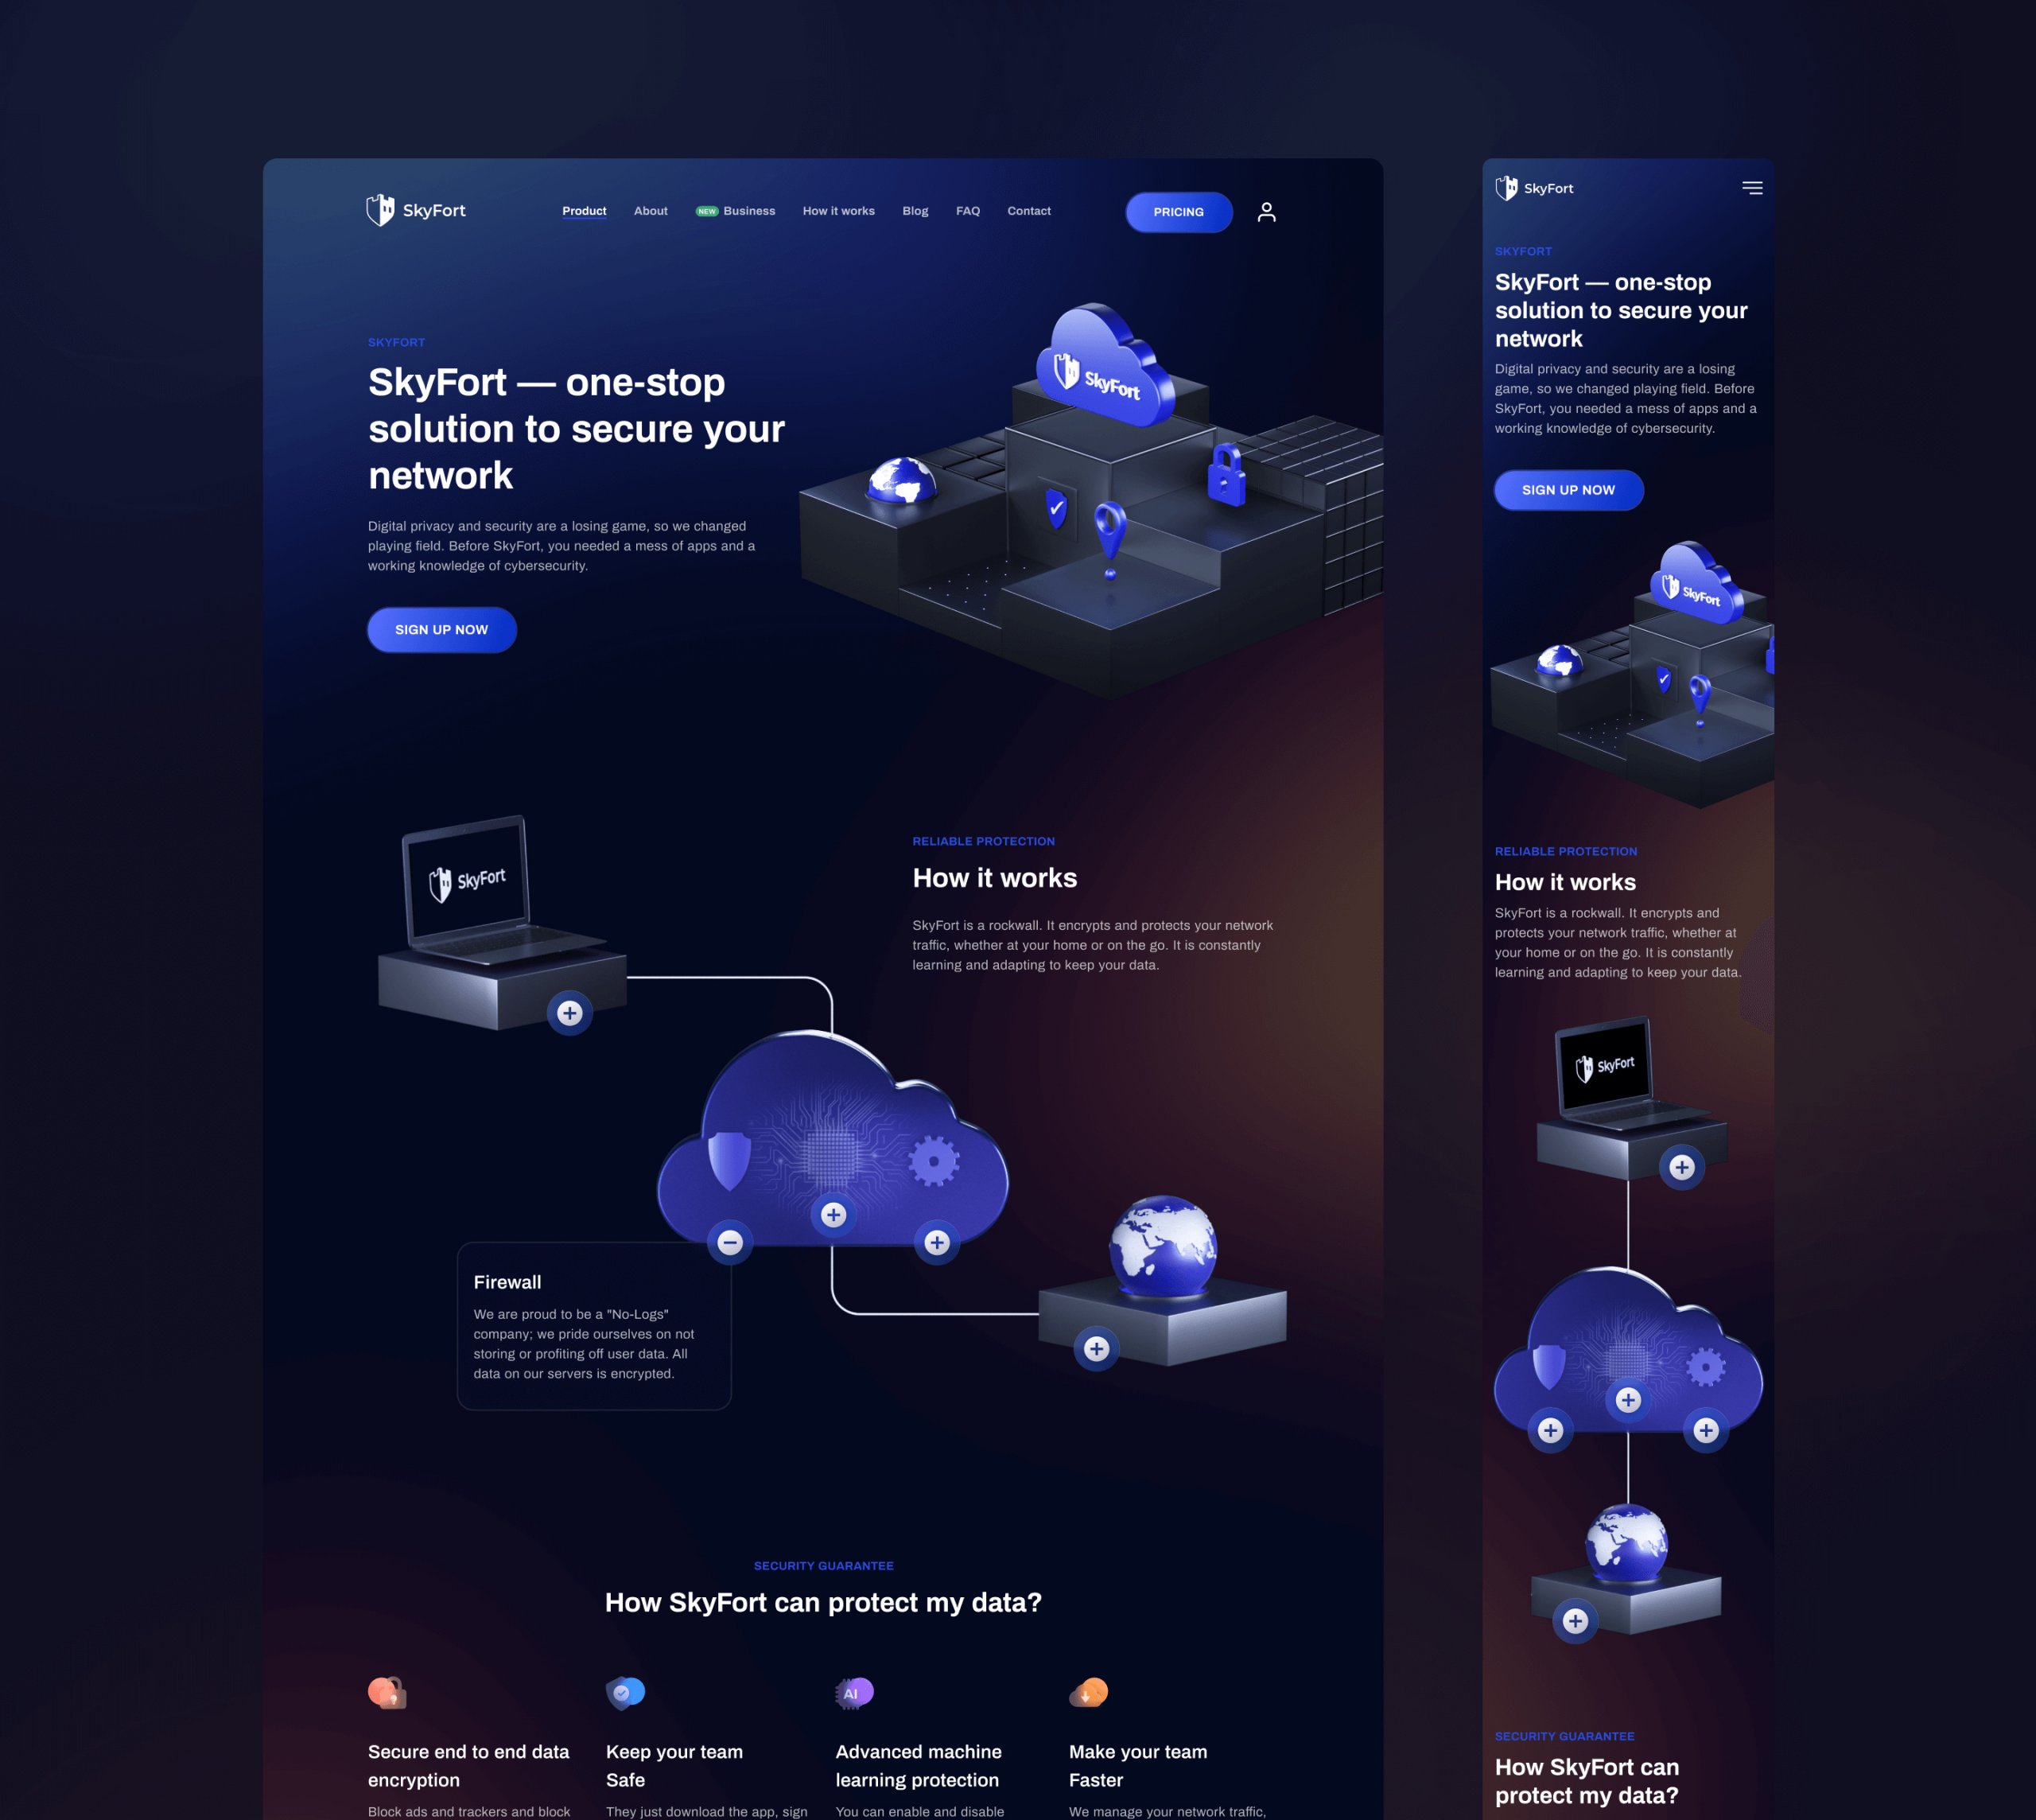 SkyFort
Product
About
NEW Business
How it works
Blog
FAQ
Contact
PRICING
SKYFORT
SkyFort — one-stop
solution to secure your
network
Digital privacy and security are a losing game, so we changed
playing field. Before SkyFort, you needed a mess of apps and a
working knowledge of cybersecurity.
SIGN UP NOW
SkyFort
SkyFort
RELIABLE PROTECTION
How it works
SkyFort is a rockwall. It encrypts and protects your network
traffic, whether at your home or on the go. It is constantly
learning and adapting to keep your data.
Firewall
We are proud to be a "No-Logs"
company; we pride ourselves on not
storing or profiting off user data. All
data on our servers is encrypted.
SECURITY GUARANTEE
How SkyFort can protect my data?
AI
Secure end to end data
encryption
Block ads and trackers and block
Keep your team
Safe
They just download the app, sign
Advanced machine
learning protection
You can enable and disable
Make your team
Faster
We manage your network traffic,
SkyFort
SKYFORT
SkyFort — one-stop
solution to secure your
network
Digital privacy and security are a losing
game, so we changed playing field. Before
SkyFort, you needed a mess of apps and a
working knowledge of cybersecurity.
SIGN UP NOW
SkyFort
RELIABLE PROTECTION
How it works
SkyFort is a rockwall. It encrypts and
protects your network traffic, whether at
your home or on the go. It is constantly
learning and adapting to keep your data.
SkyFort
SECURITY GUARANTEE
How SkyFort can
protect my data?